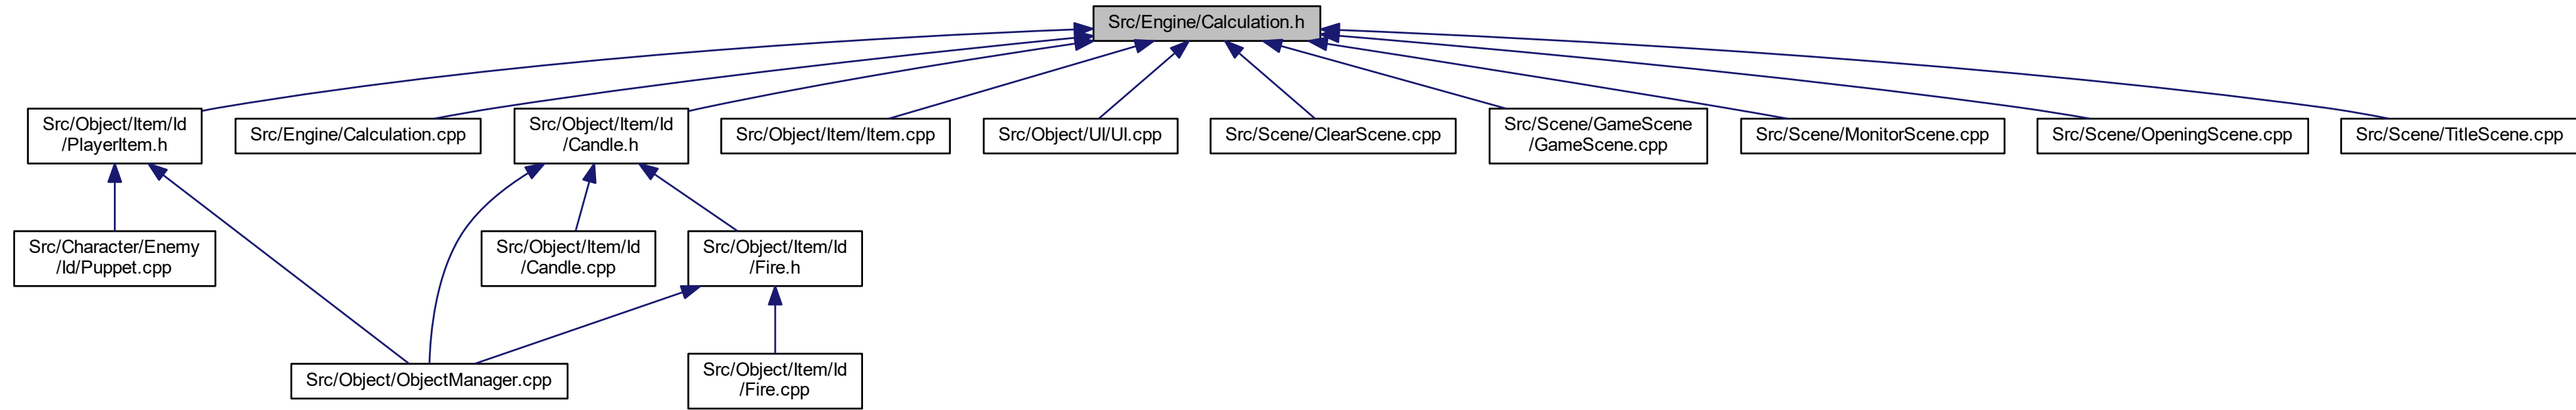 Src/Engine/Calculation.h
Src/Object/Item/Id
/PlayerItem.h
Src/Engine/Calculation.cpp
Src/Object/Item/Id
/Candle.h
Src/Object/Item/Item.cpp
Src/Object/UI/UI.cpp
Src/Scene/ClearScene.cpp
Src/Scene/GameScene
/GameScene.cpp
Src/Scene/MonitorScene.cpp
Src/Scene/OpeningScene.cpp
Src/Scene/TitleScene.cpp
Src/Character/Enemy
/Id/Puppet.cpp
Src/Object/Item/Id
/Candle.cpp
Src/Object/Item/Id
/Fire.h
Src/Object/ObjectManager.cpp
Src/Object/Item/Id
/Fire.cpp